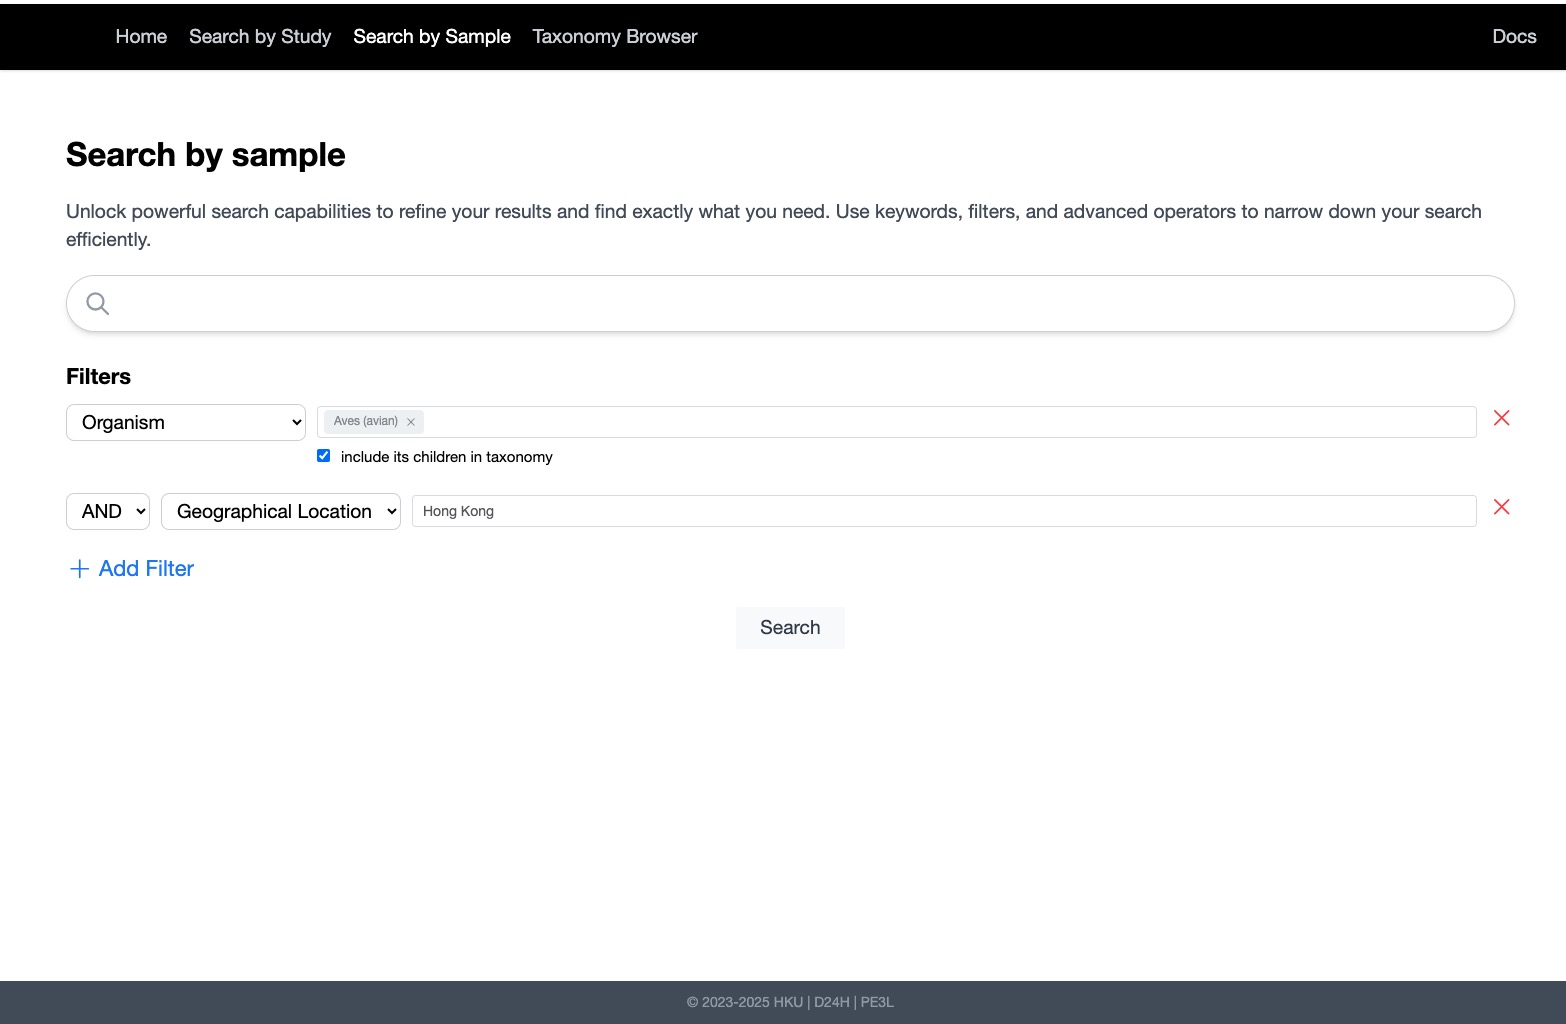 Home Search by Study Search by Sample Taxonomy Browser Docs
Search by sample
Unlock powerful search capabilities to refine your results and find exactly what you need. Use keywords, filters, and advanced operators to narrow down your search
efficiently.
Filters
Organism Aves (avian) ×
include its children in taxonomy
AND Geographical Location Hong Kong
Add Filter
Search
© 2023-2025 HKU | D24H | PE3L